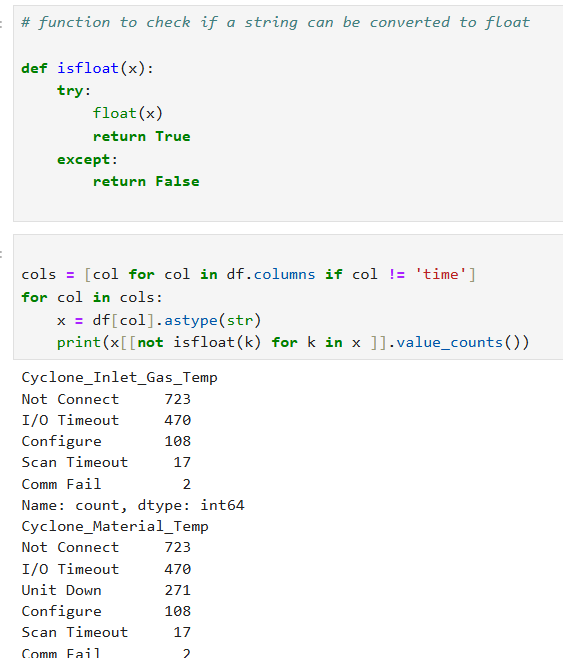 # function to check if a string can be converted to float
def isfloat(x):
    try:
        float(x)
        return True
    except:
        return False
cols = [col for col in df.columns if col != 'time']
for col in cols:
    x = df[col].astype(str)
    print(x[[not isfloat(k) for k in x ]].value_counts())
Cyclone_Inlet_Gas_Temp
Not Connect     723
I/O Timeout     470
Configure       108
Scan Timeout     17
Comm Fail         2
Name: count, dtype: int64
Cyclone_Material_Temp
Not Connect     723
I/O Timeout     470
Unit Down       271
Configure       108
Scan Timeout     17
Comm Fail         2